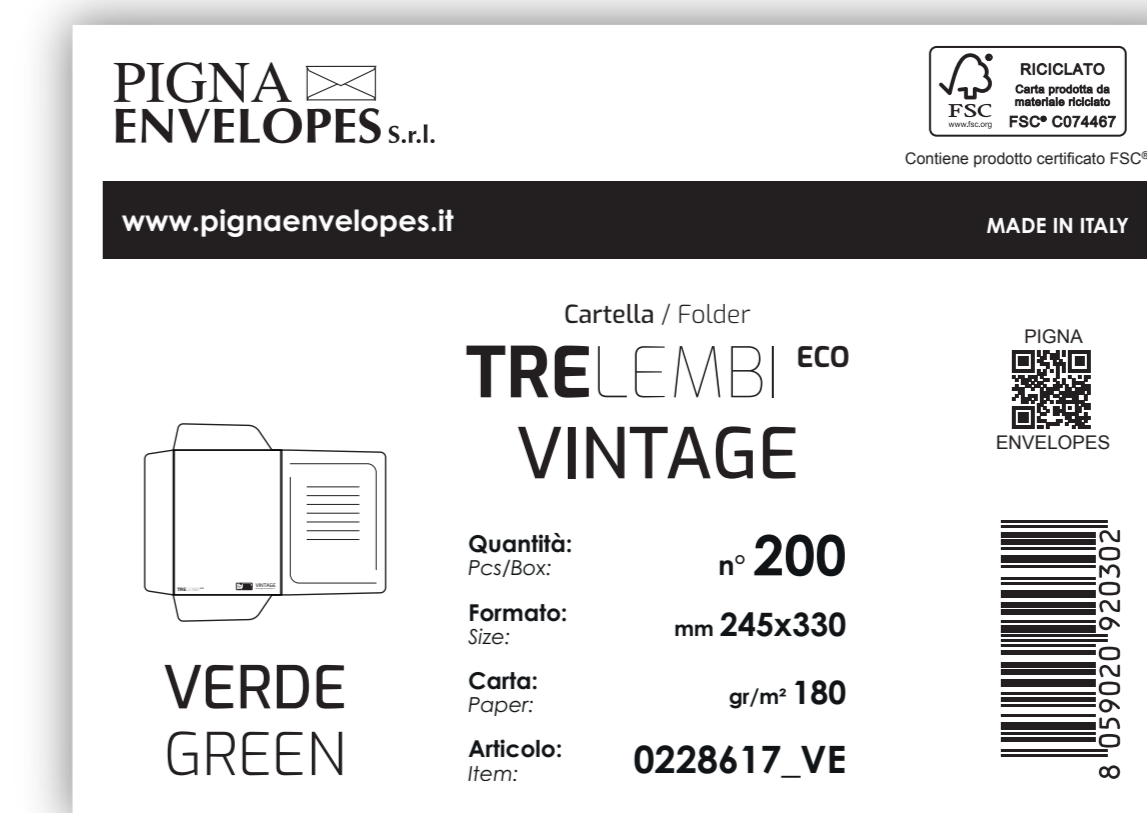 PIGNA
ENVELOPES S.r.l.
FSC
www.fsc.org
RICICLATO
Carta prodotta da
materiale riciclato
FSC® C074467
Contiene prodotto certificato FSC®
www.pignaenvelopes.it
MADE IN ITALY
Cartella / Folder
TRELEMBI ECO
VINTAGE
PIGNA
ENVELOPES
TRE
VINTAGE
VERDE
GREEN
Quantità:
Pcs/Box:
n° 200
Formato:
Size:
mm 245x330
Carta:
Paper:
gr/m² 180
Articolo:
Item:
0228617_VE
8 059020 920302